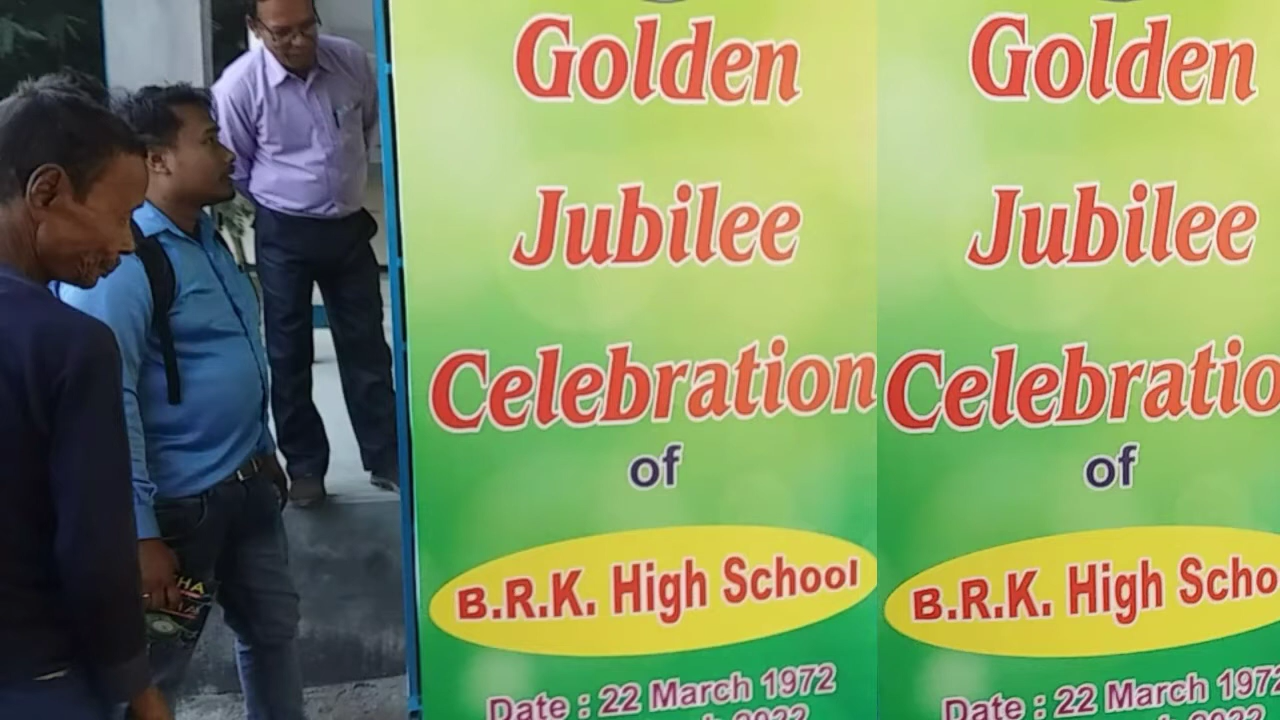 Golden
Jubilee
Celebration
of
B.R.K. High School
Date : 22 March 1972
Golden
Jubilee
Celebratio
of
B.R.K. High Scho
Date : 22 March 1972